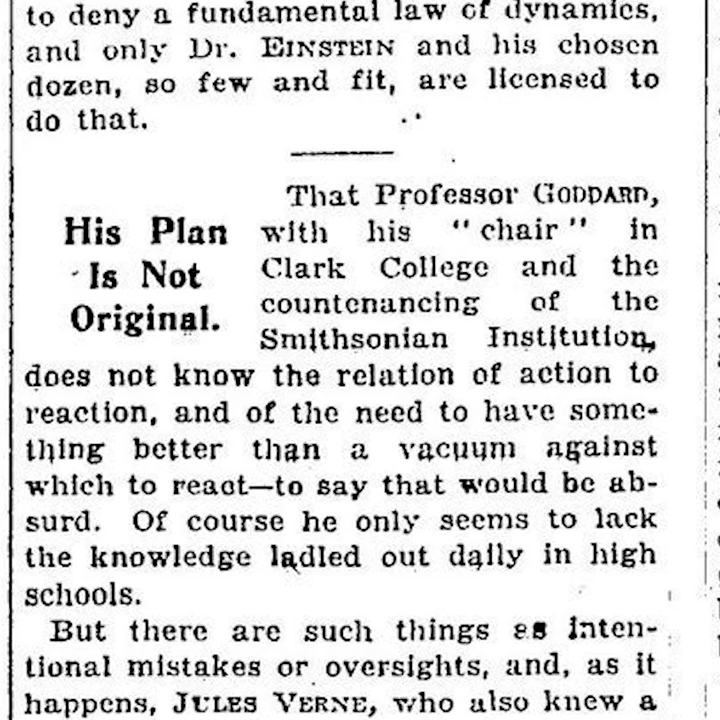 to deny a fundamental law of dynamics,
and only Dr. EINSTEIN and his chosen
dozen, so few and fit, are licensed to
do that.
His Plan
Is Not
Original.
That Professor GODDARD,
with his "chair" in
Clark College and the
countenancing of the
Smithsonian Institution,
does not know the relation of action to
reaction, and of the need to have some-
thing better than a vacuum against
which to react—to say that would be ab-
surd. Of course he only seems to lack
the knowledge ladled out daily in high
schools.
But there are such things as inten-
tional mistakes or oversights, and, as it
happens, JULES VERNE, who also knew a